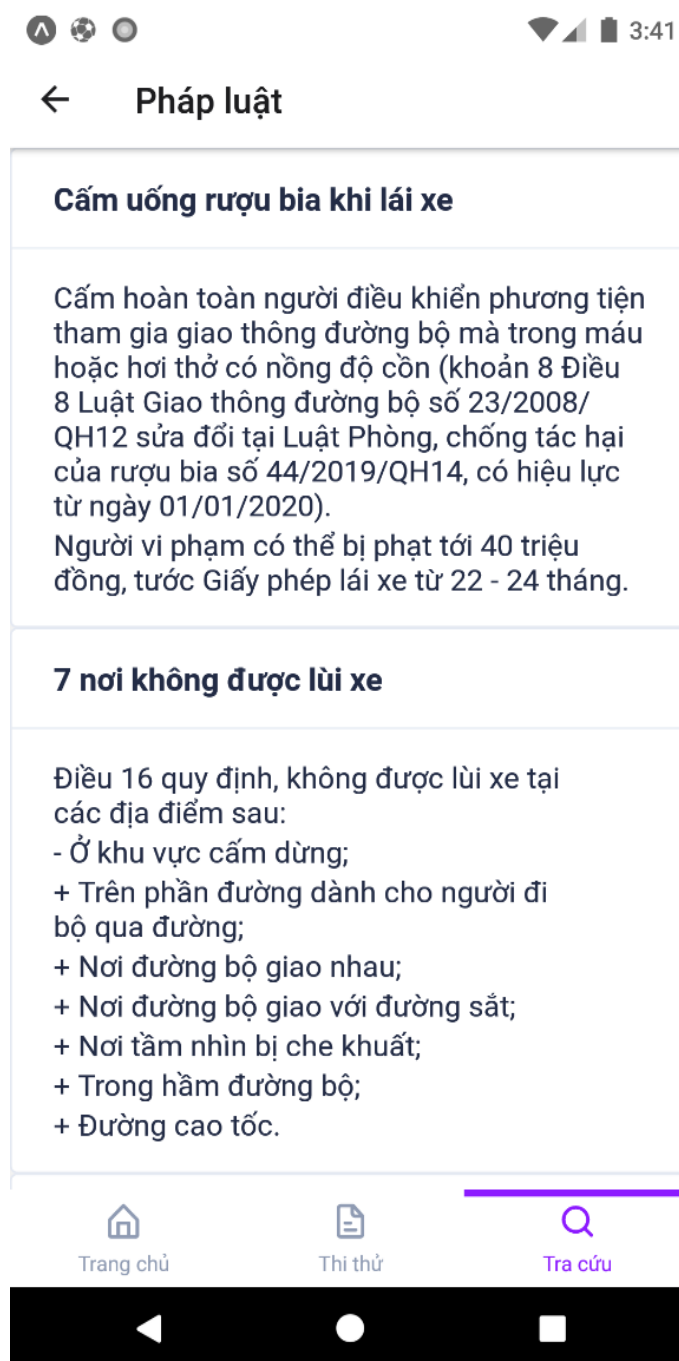 3:41
Pháp luật
Cấm uống rượu bia khi lái xe
Cấm hoàn toàn người điều khiển phương tiện
tham gia giao thông đường bộ mà trong máu
hoặc hơi thở có nồng độ cồn (khoản 8 Điều
8 Luật Giao thông đường bộ số 23/2008/
QH12 sửa đổi tại Luật Phòng, chống tác hại
của rượu bia số 44/2019/QH14, có hiệu lực
từ ngày 01/01/2020).
Người vi phạm có thể bị phạt tới 40 triệu
đồng, tước Giấy phép lái xe từ 22 - 24 tháng.
7 nơi không được lùi xe
Điều 16 quy định, không được lùi xe tại
các địa điểm sau:
- Ở khu vực cấm dừng;
+ Trên phần đường dành cho người đi
bộ qua đường;
+ Nơi đường bộ giao nhau;
+ Nơi đường bộ giao với đường sắt;
+ Nơi tầm nhìn bị che khuất;
+ Trong hầm đường bộ;
+ Đường cao tốc.
Trang chủ
Thi thử
Tra cứu